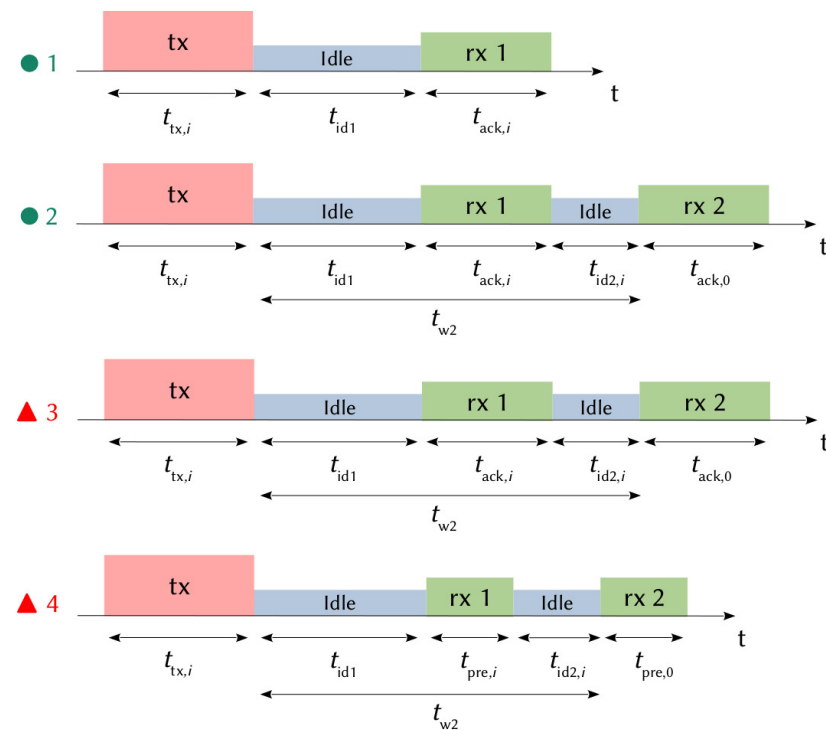 1 tx Idle rx 1 t
t_tx,i t_id1 t_ack,i
2 tx Idle rx 1 Idle rx 2 t
t_tx,i t_id1 t_ack,i t_id2,i t_ack,0
t_w2
3 tx Idle rx 1 Idle rx 2 t
t_tx,i t_id1 t_ack,i t_id2,i t_ack,0
t_w2
4 tx Idle rx 1 Idle rx 2 t
t_tx,i t_id1 t_pre,i t_id2,i t_pre,0
t_w2